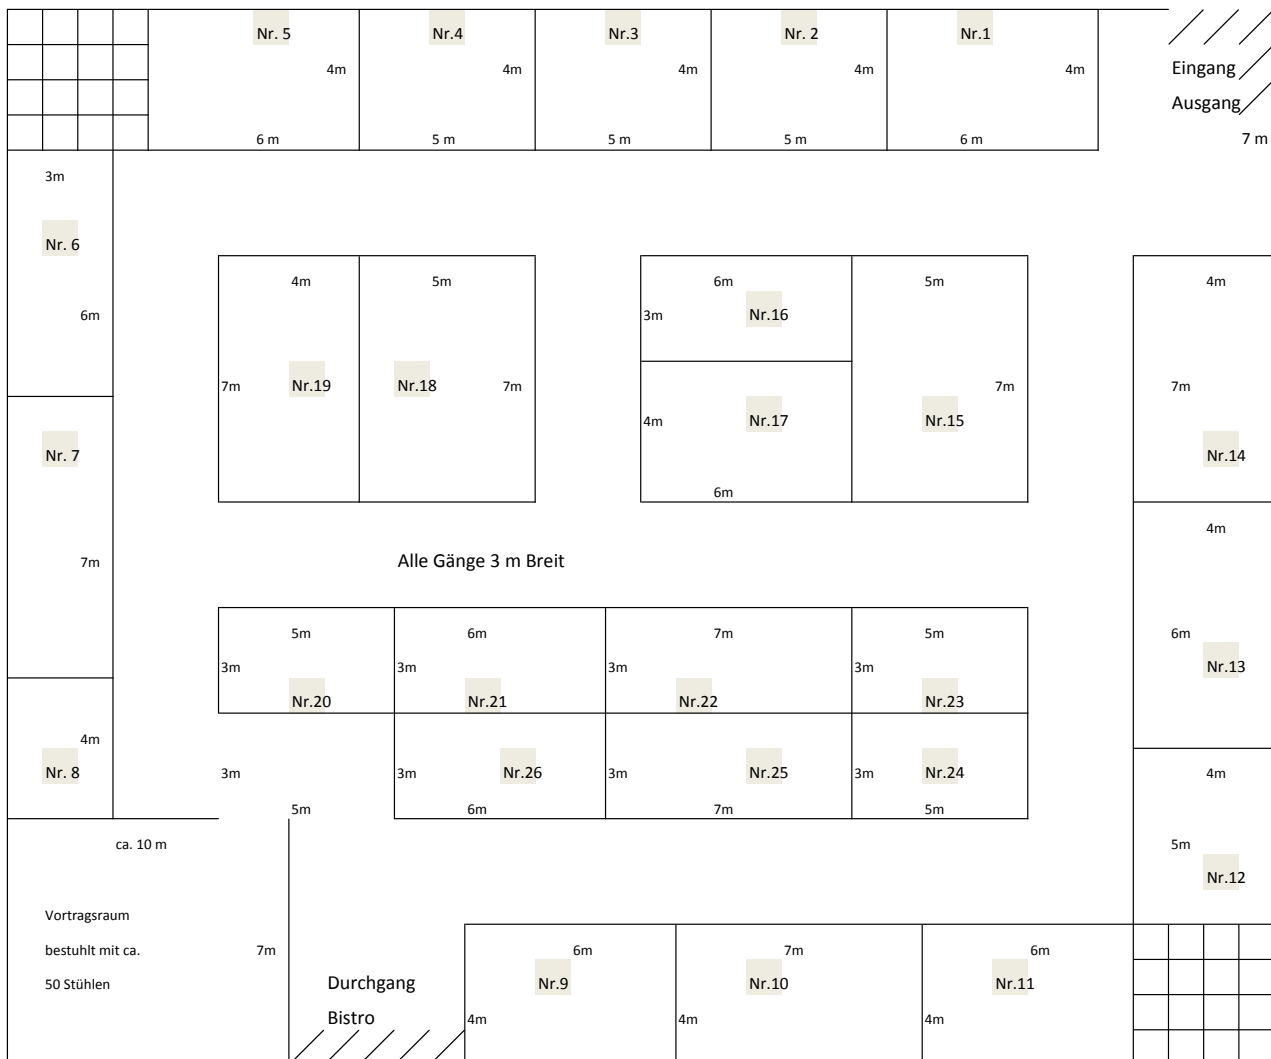 Nr. 5 Nr.4 Nr.3 Nr. 2 Nr.1
4m 4m 4m 4m 4m Eingang
Ausgang
6 m 5 m 5 m 5 m 6 m 7 m
3m
Nr. 6
4m 5m 6m 5m 4m
6m 3m Nr.16
7m Nr.19 Nr.18 7m 7m 7m
4m Nr.17 Nr.15
Nr. 7 Nr.14
6m
4m
7m Alle Gänge 3 m Breit
5m 6m 7m 5m 6m
3m 3m 3m 3m Nr.13
Nr.20 Nr.21 Nr.22 Nr.23
4m
Nr. 8 3m 3m Nr.26 3m Nr.25 3m Nr.24 4m
5m 6m 7m 5m
ca. 10 m 5m
Nr.12
Vortragsraum
bestuhlt mit ca. 7m 6m 7m 6m
50 Stühlen Durchgang Nr.9 Nr.10 Nr.11
Bistro 4m 4m 4m